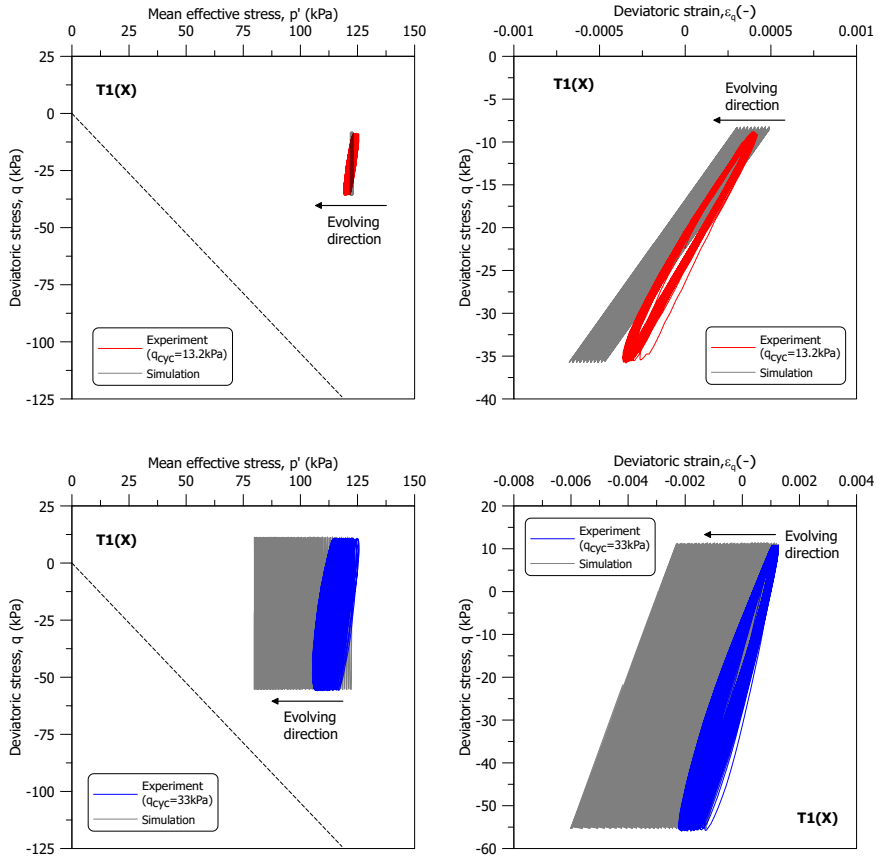 Mean effective stress, p' (kPa)
0 25 50 75 100 125 150
25
0
-25
-50
-75
-100
-125
Deviatoric stress, q (kPa)
T1(X)
Evolving
direction
Experiment
(qcyc=13.2kPa)
Simulation
Deviatoric strain,εq(-)
-0.001 -0.0005 0 0.0005 0.001
0
-5
-10
-15
-20
-25
-30
-35
-40
Deviatoric stress, q (kPa)
T1(X)
Evolving
direction
Experiment
(qcyc=13.2kPa)
Simulation
Mean effective stress, p' (kPa)
0 25 50 75 100 125 150
25
0
-25
-50
-75
-100
-125
Deviatoric stress, q (kPa)
T1(X)
Evolving
direction
Experiment
(qcyc=33kPa)
Simulation
Deviatoric strain,εq(-)
-0.008 -0.006 -0.004 -0.002 0 0.002 0.004
20
10
0
-10
-20
-30
-40
-50
-60
Deviatoric stress, q (kPa)
Experiment
(qcyc=33kPa)
Simulation
Evolving
direction
T1(X)